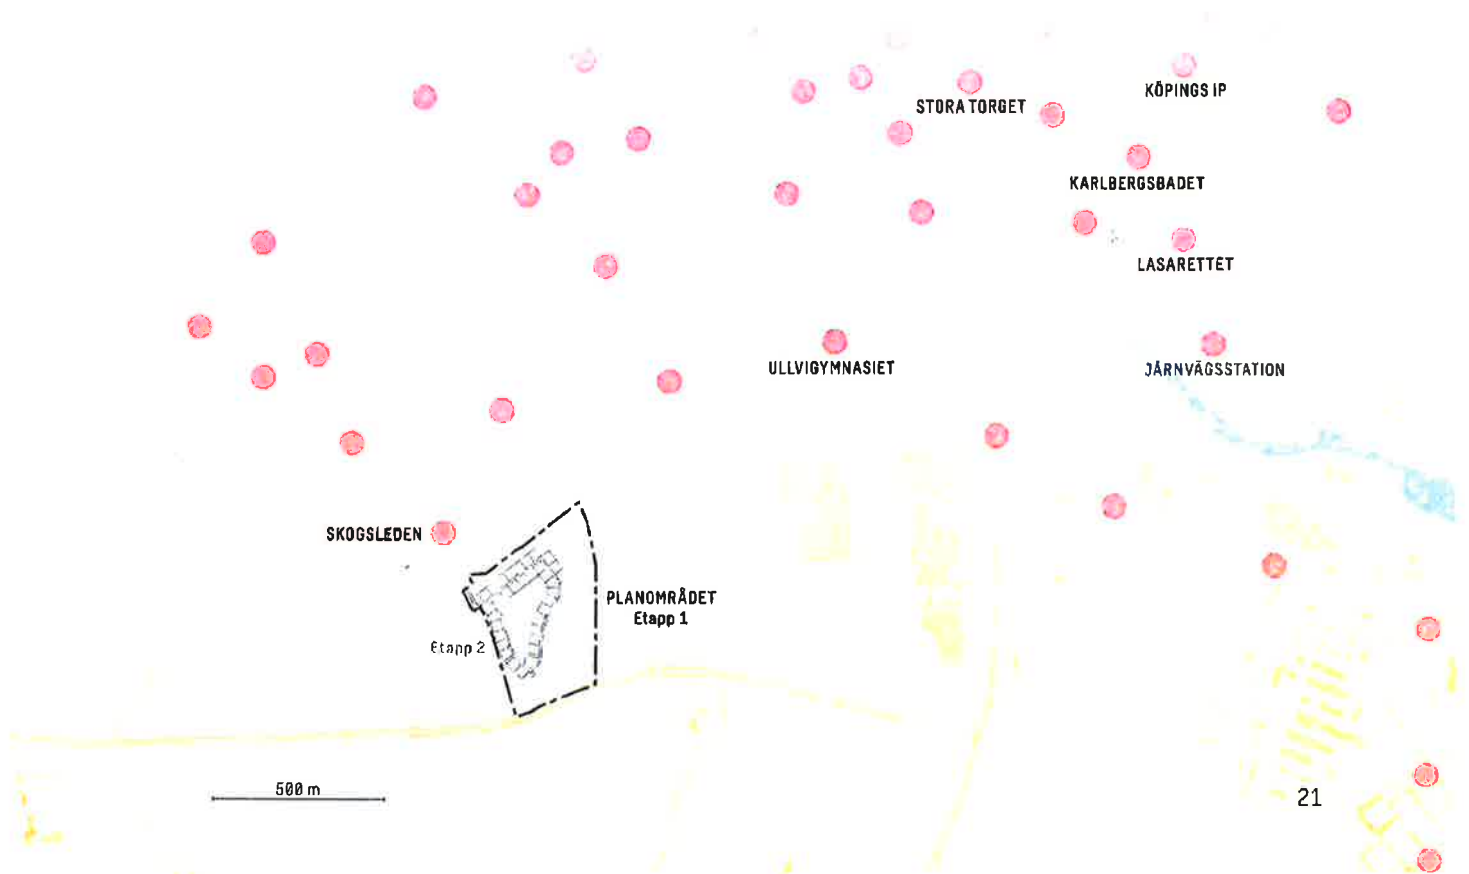 KÖPINGS IP
STORA TORGET
KARLBERGSBADET
LASARETTET
ULLVIGYMNASIET
JÄRNVÄGSSTATION
SKOGSLEDEN
PLANOMRÅDET
Etapp 1
Etapp 2
500 m
21